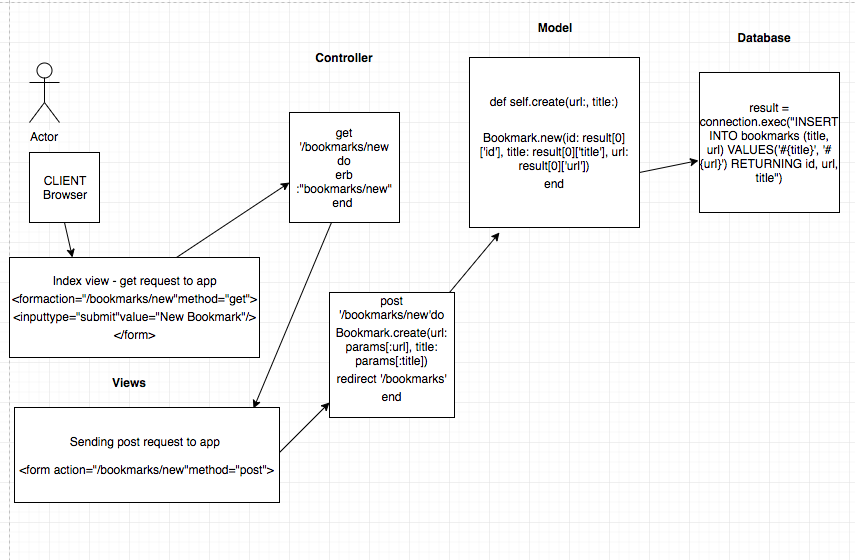 Model
Database
Controller
Actor
CLIENT
Browser
Index view - get request to app
<formaction="/bookmarks/new"method="get">
<inputtype="submit"value="New Bookmark"/>
</form>
Views
Sending post request to app
<form action="/bookmarks/new"method="post">
get
'/bookmarks/new
do
erb
:"bookmarks/new"
end
post
'/bookmarks/new'do
Bookmark.create(url:
params[:url], title:
params[:title])
redirect '/bookmarks'
end
def self.create(url:, title:)
Bookmark.new(id: result[0]
['id'], title: result[0]['title'], url:
result[0]['url'])
end
result =
connection.exec("INSERT
INTO bookmarks (title,
url) VALUES('#{title}', '#
{url}') RETURNING id, url,
title")